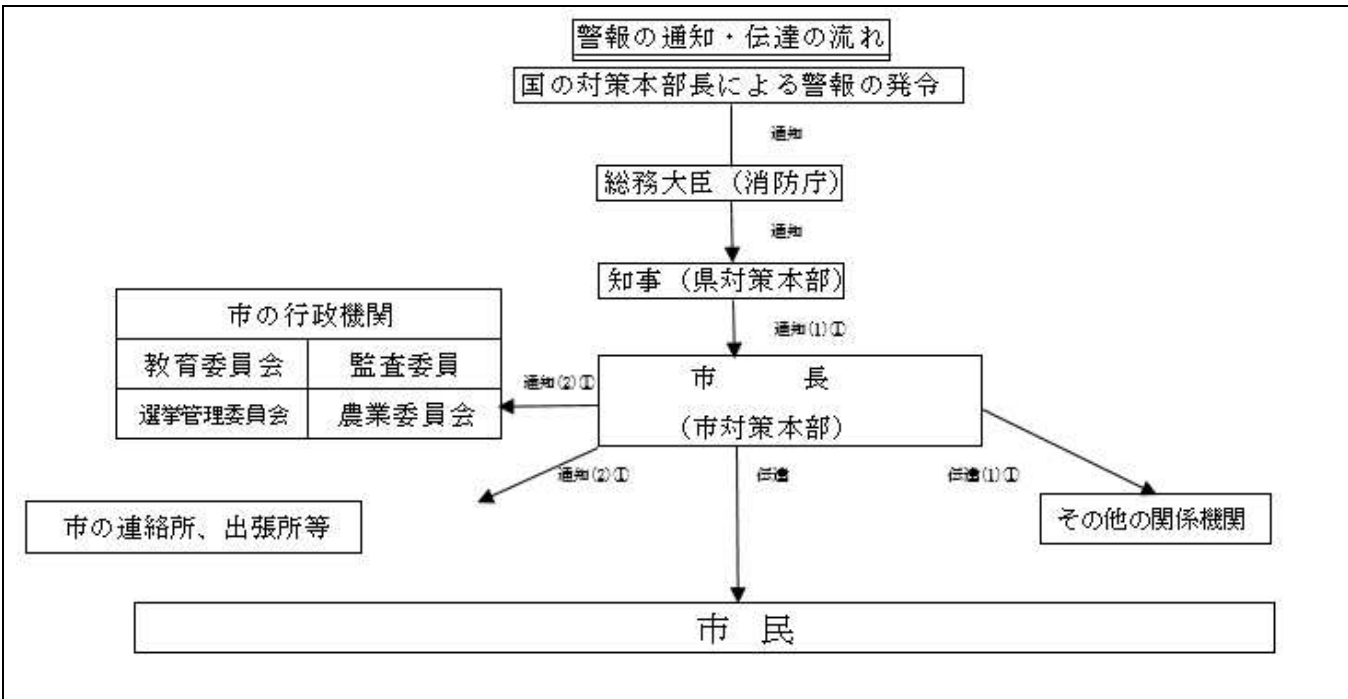 警報の通知・伝達の流れ
国の対策本部長による警報の発令
通知
総務大臣（消防庁）
通知
知事（県対策本部）
通知(1)①
市の行政機関
教育委員会
監査委員
選挙管理委員会
農業委員会
通知(2)①
市　　長
（市対策本部）
通知(2)①
伝達
伝達(1)①
市の連絡所、出張所等
その他の関係機関
市　民